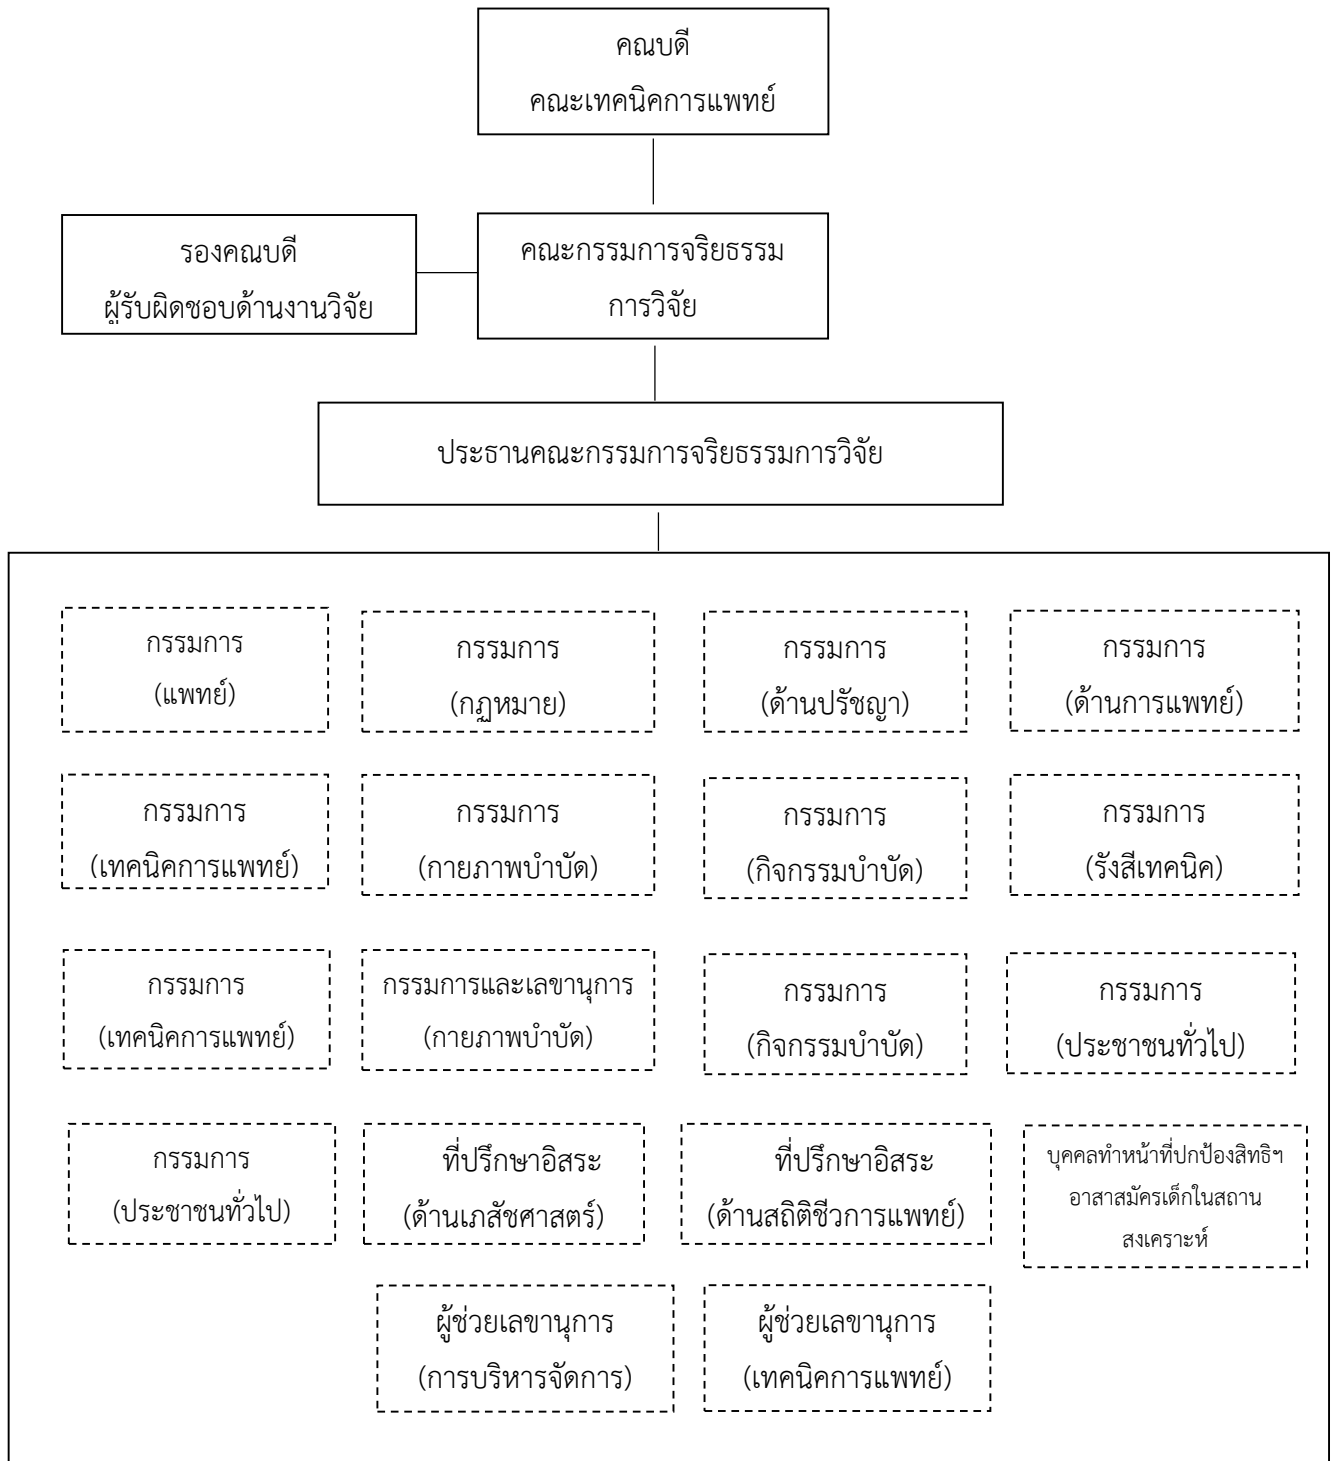 คณบดี
คณะเทคนิคการแพทย์
รองคณบดี
ผู้รับผิดชอบด้านงานวิจัย
คณะกรรมการจริยธรรม
การวิจัย
ประธานคณะกรรมการจริยธรรมการวิจัย
กรรมการ
(แพทย์)
กรรมการ
(กฎหมาย)
กรรมการ
(ด้านปรัชญา)
กรรมการ
(ด้านการแพทย์)
กรรมการ
(เทคนิคการแพทย์)
กรรมการ
(กายภาพบำบัด)
กรรมการ
(กิจกรรมบำบัด)
กรรมการ
(รังสีเทคนิค)
กรรมการ
(เทคนิคการแพทย์)
กรรมการและเลขานุการ
(กายภาพบำบัด)
กรรมการ
(กิจกรรมบำบัด)
กรรมการ
(ประชาชนทั่วไป)
กรรมการ
(ประชาชนทั่วไป)
ที่ปรึกษาอิสระ
(ด้านเภสัชศาสตร์)
ที่ปรึกษาอิสระ
(ด้านสถิติชีวการแพทย์)
บุคคลทำหน้าที่ปกป้องสิทธิฯ
อาสาสมัครเด็กในสถาน
สงเคราะห์
ผู้ช่วยเลขานุการ
(การบริหารจัดการ)
ผู้ช่วยเลขานุการ
(เทคนิคการแพทย์)